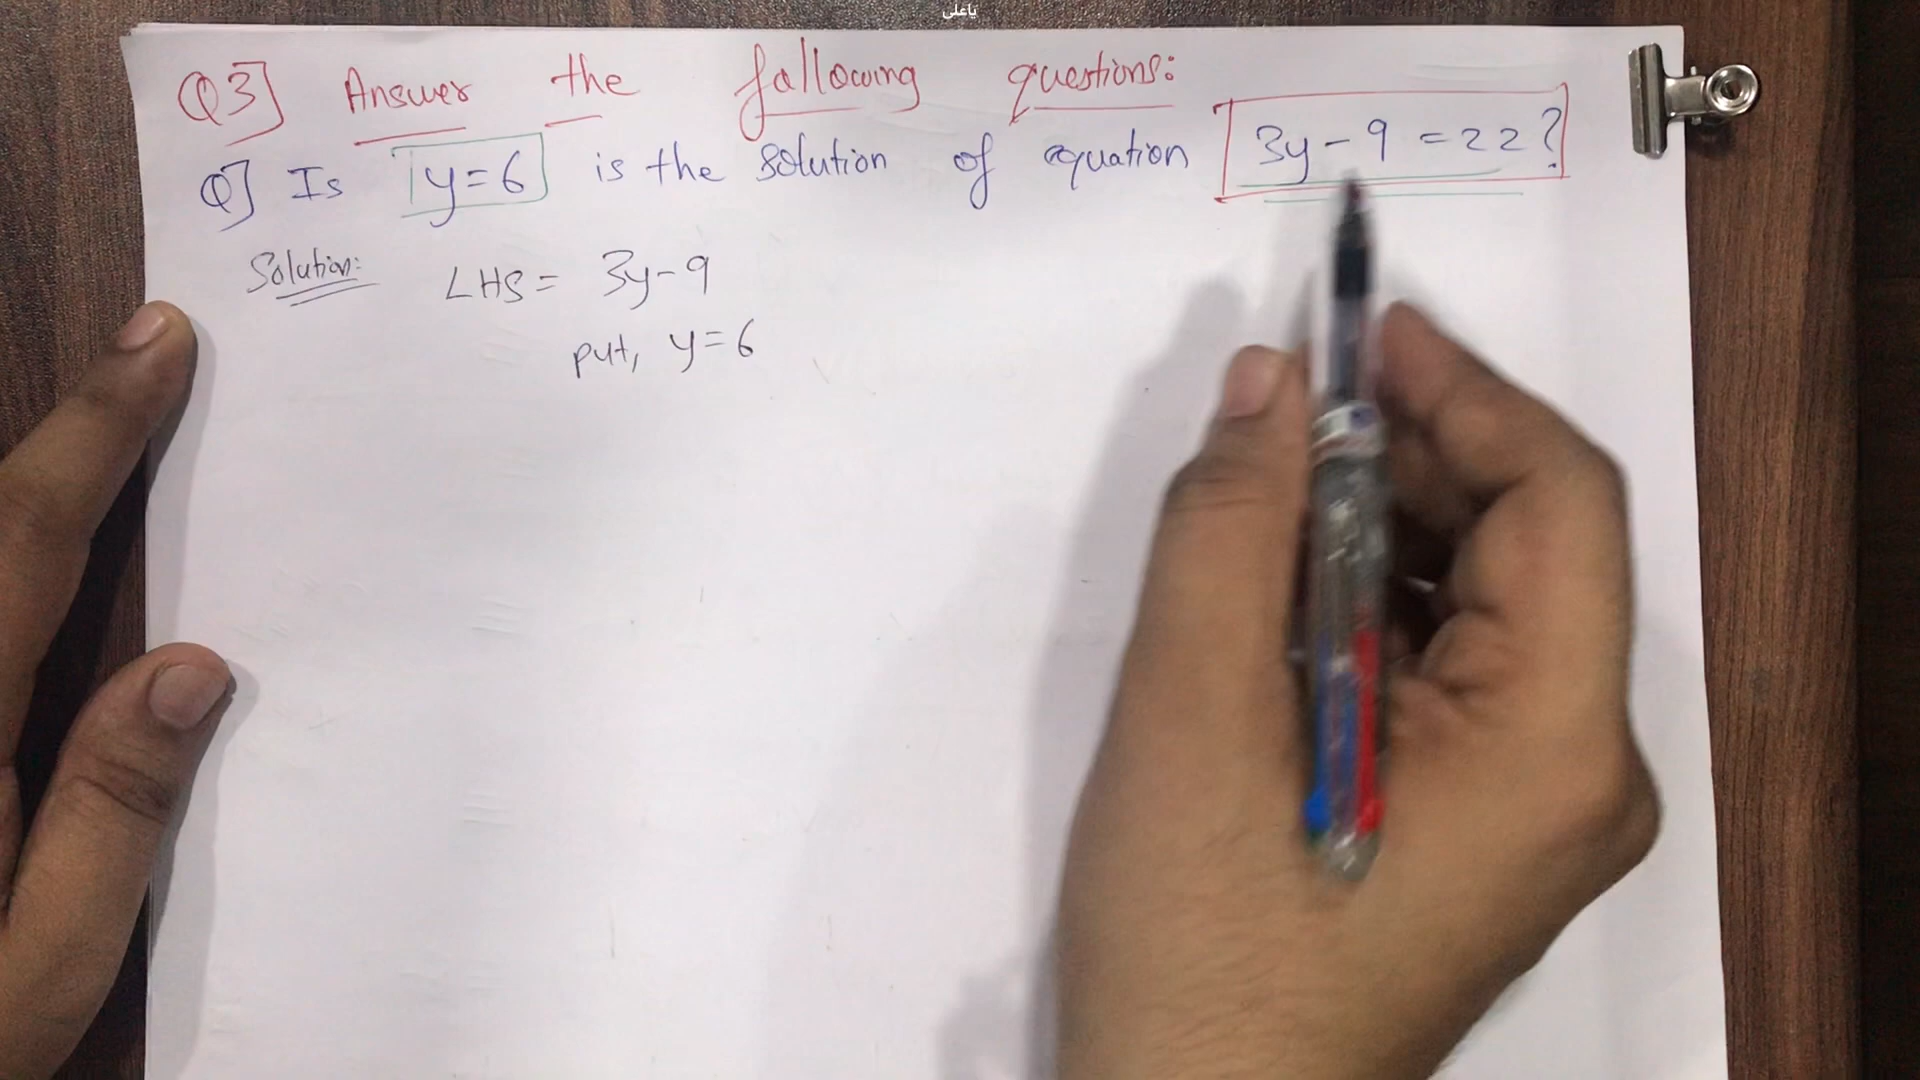 ياعلى
Q3] Answer the following questions:
Q] Is y=6 is the solution of equation 3y-9=22?
Solution: LHS = 3y-9
put, y=6